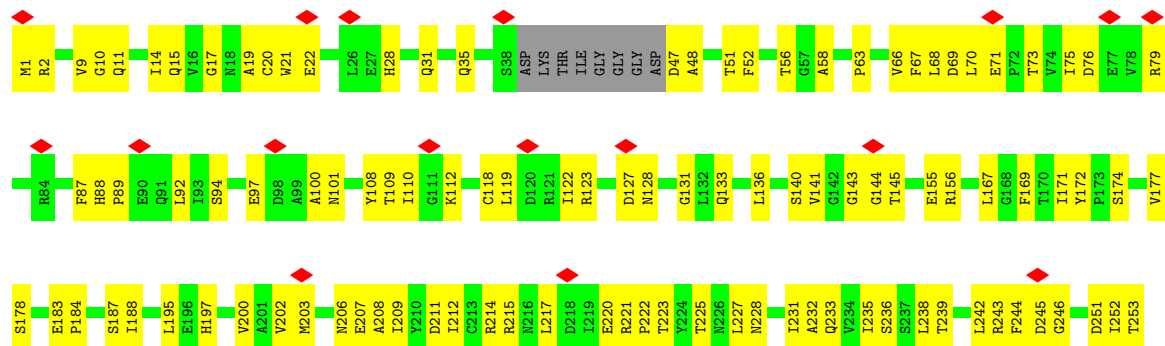 M1 R2 V9 G10 Q11 I14 Q15 V16 G17 N18 A19 C20 W21 E22 L26 E27 H28 Q31 Q35 S38 ASP LYS THR ILE GLY GLY GLY ASP D47 A48 T51 F52 T56 G57 A58 P63 V66 F67 L68 D69 L70 E71 P72 T73 V74 I75 D76 E77 V78 R79
R84 F87 H88 P89 E90 Q91 L92 I93 S94 E97 D98 A99 A100 N101 Y108 T109 I110 G111 K112 C118 L119 D120 R121 I122 R123 D127 N128 G131 L132 Q133 L136 S140 V141 G142 G143 G144 T145 E155 R156 L167 G168 F169 T170 I171 Y172 P173 S174 V177
S178 E183 P184 S187 I188 L195 E196 H197 V200 A201 V202 M203 N206 E207 A208 I209 Y210 D211 I212 C213 R214 R215 N216 L217 D218 I219 E220 R221 P222 T223 Y224 T225 N226 L227 N228 I231 A232 Q233 V234 I235 S236 S237 L238 T239 L242 R243 F244 D245 G246 D251 I252 T253